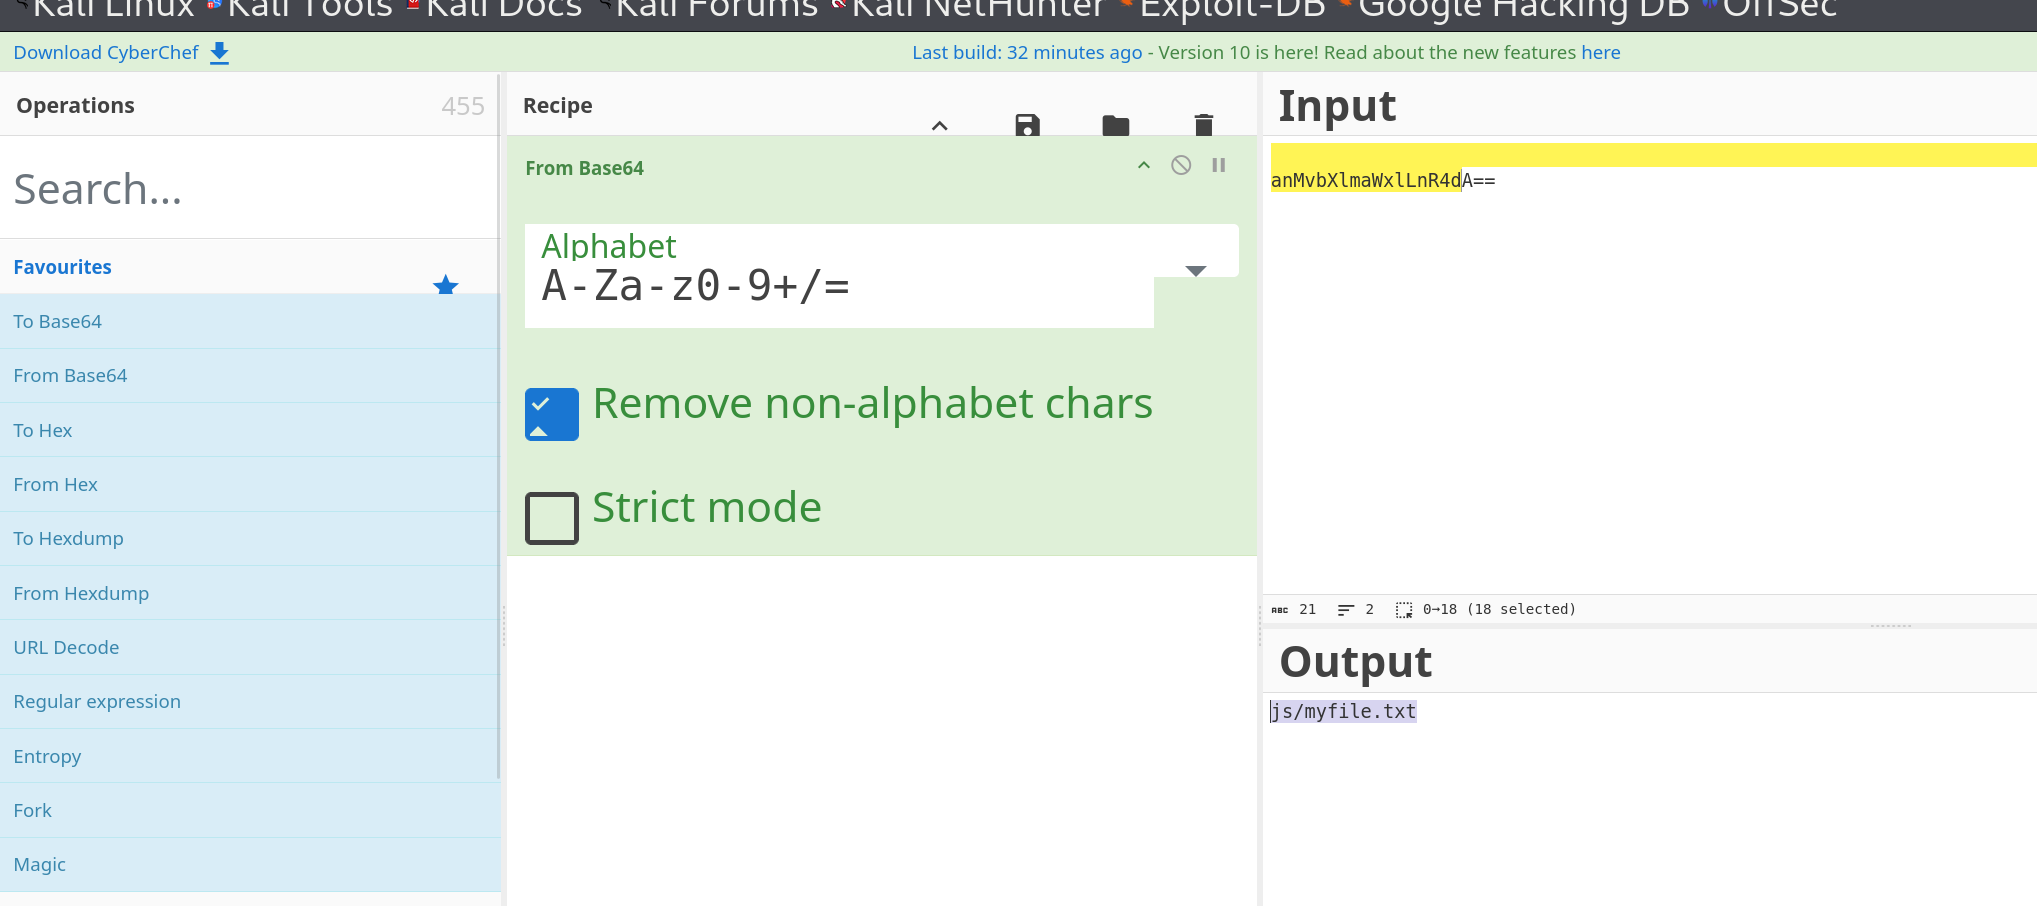 Kali Linux Kali Tools Kali Docs Kali Forums Kali NetHunter Exploit-DB Google Hacking DB OffSec
Download CyberChef
Last build: 32 minutes ago - Version 10 is here! Read about the new features here
Operations 455
Search...
Favourites
To Base64
From Base64
To Hex
From Hex
To Hexdump
From Hexdump
URL Decode
Regular expression
Entropy
Fork
Magic
Recipe
From Base64
Alphabet
A-Za-z0-9+/=
Remove non-alphabet chars
Strict mode
Input
anMvbXlmaWxlLnR4dA==
ABC 21 2 0→18 (18 selected)
Output
js/myfile.txt